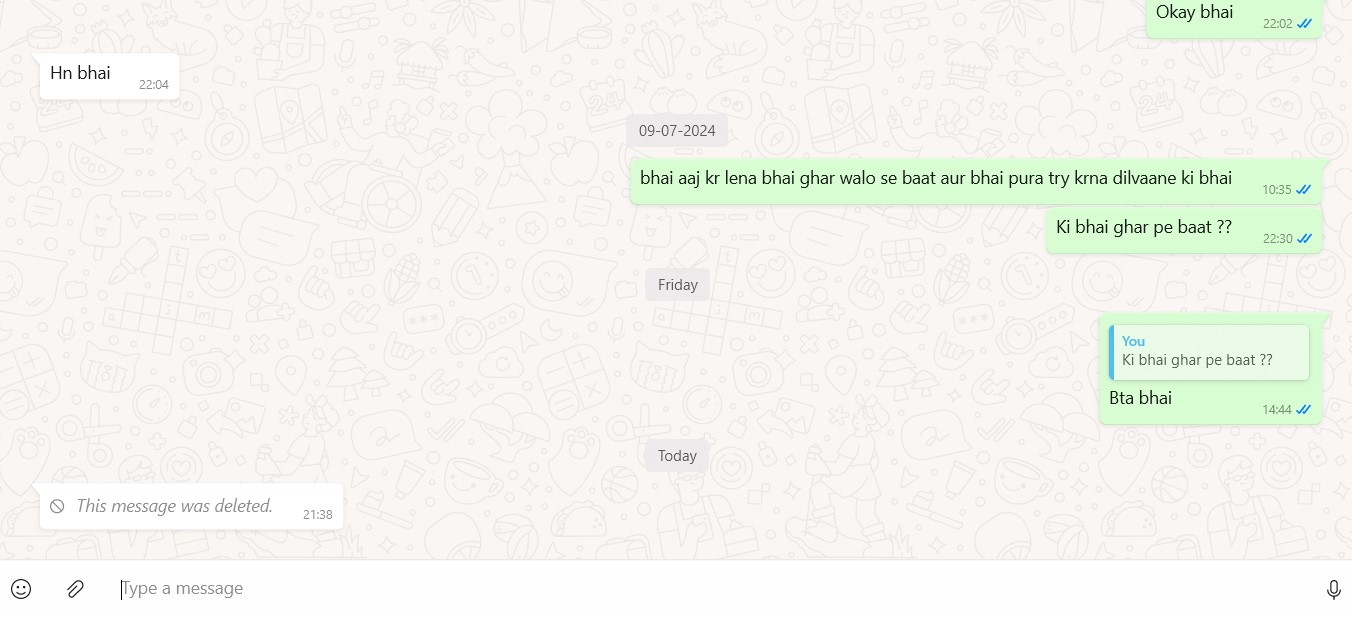 Okay bhai
22:02
Hn bhai
22:04
09-07-2024
bhai aaj kr lena bhai ghar walo se baat aur bhai pura try krna dilvaane ki bhai
10:35
Ki bhai ghar pe baat ??
22:30
Friday
You
Ki bhai ghar pe baat ??
Bta bhai
14:44
Today
This message was deleted.
21:38
Type a message